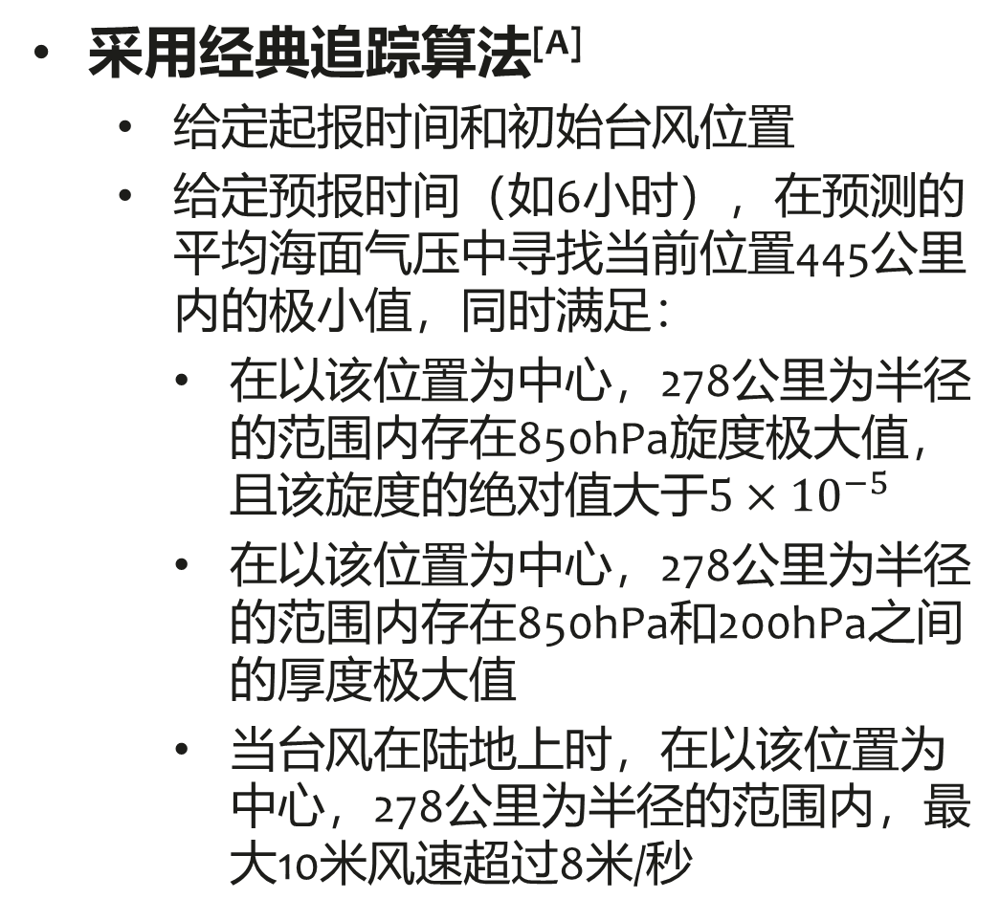 • 采用经典追踪算法[A]
• 给定起报时间和初始台风位置
• 给定预报时间（如6小时），在预测的
平均海面气压中寻找当前位置445公里
内的极小值，同时满足：
• 在以该位置为中心，278公里为半径
的范围内存在850hPa旋度极大值，
且该旋度的绝对值大于5 × 10⁻⁵
• 在以该位置为中心，278公里为半径
的范围内存在850hPa和200hPa之间
的厚度极大值
• 当台风在陆地上时，在以该位置为
中心，278公里为半径的范围内，最
大10米风速超过8米/秒